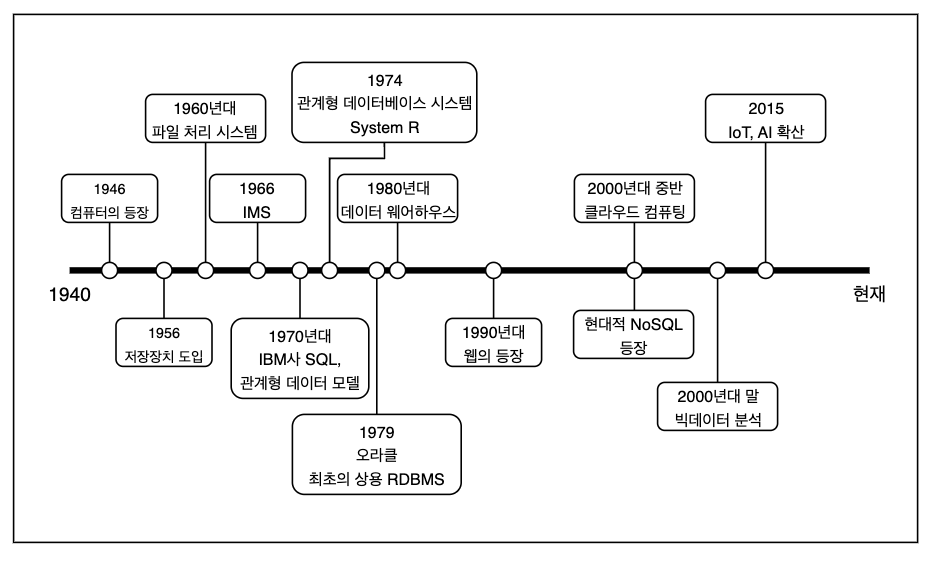 1974
관계형 데이터베이스 시스템
System R
1960년대
파일 처리 시스템
2015
IoT, AI 확산
1946
컴퓨터의 등장
1966
IMS
1980년대
데이터 웨어하우스
2000년대 중반
클라우드 컴퓨팅
1940
현재
1956
저장장치 도입
1970년대
IBM사 SQL,
관계형 데이터 모델
1990년대
웹의 등장
현대적 NoSQL
등장
2000년대 말
빅데이터 분석
1979
오라클
최초의 상용 RDBMS